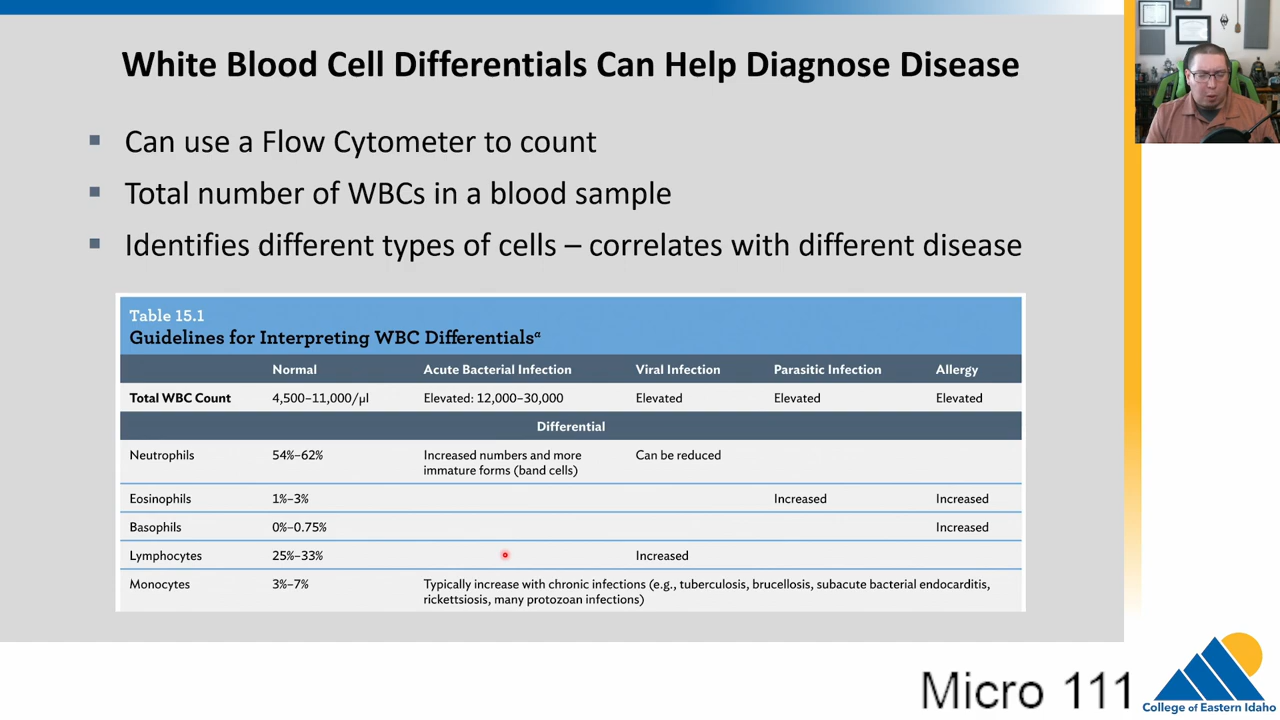 White Blood Cell Differentials Can Help Diagnose Disease
▪ Can use a Flow Cytometer to count
▪ Total number of WBCs in a blood sample
▪ Identifies different types of cells – correlates with different disease
Table 15.1
Guidelines for Interpreting WBC Differentialsᵃ
Normal Acute Bacterial Infection Viral Infection Parasitic Infection Allergy
Total WBC Count 4,500–11,000/μl Elevated: 12,000–30,000 Elevated Elevated Elevated
Differential
Neutrophils 54%–62% Increased numbers and more Can be reduced
immature forms (band cells)
Eosinophils 1%–3% Increased Increased
Basophils 0%–0.75% Increased
Lymphocytes 25%–33% Increased
Monocytes 3%–7% Typically increase with chronic infections (e.g., tuberculosis, brucellosis, subacute bacterial endocarditis,
rickettsiosis, many protozoan infections)
Micro 111
College of Eastern Idaho